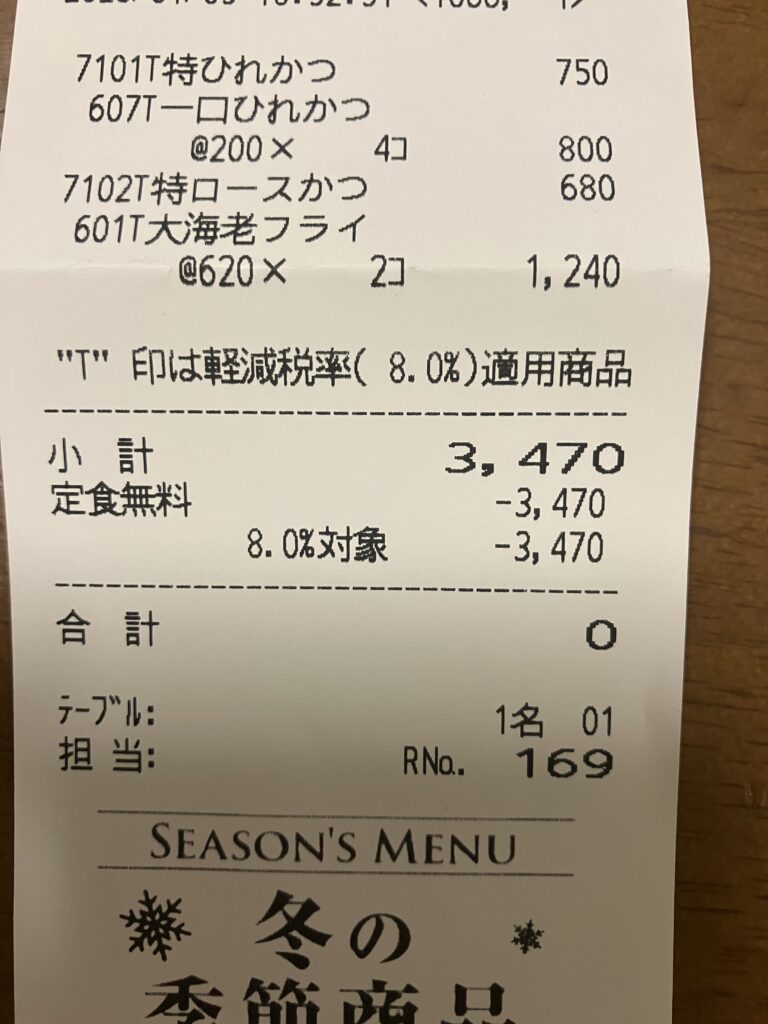 7101T特ひれかつ 750
607T一口ひれかつ
@200× 4コ 800
7102T特ロースかつ 680
601T大海老フライ
@620× 2コ 1,240
"T" 印は軽減税率( 8.0%)適用商品
小 計 3,470
定食無料 -3,470
8.0%対象 -3,470
合 計 0
ﾃｰﾌﾞﾙ: 1名 01
担 当: RNo. 169
SEASON'S MENU
冬の
季節商品